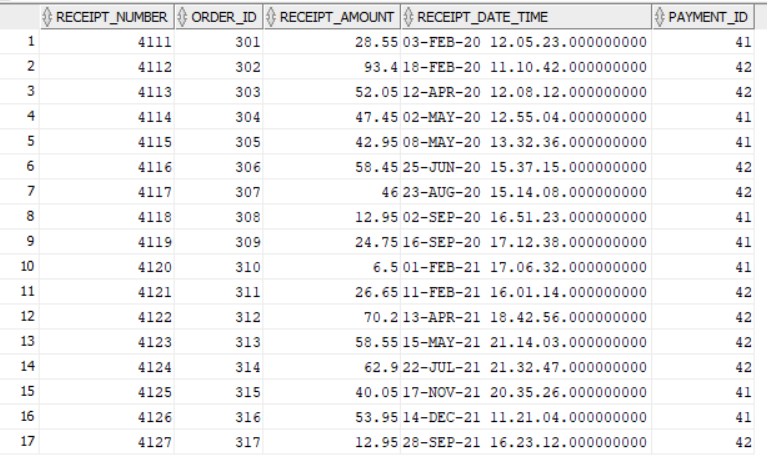 RECEIPT_NUMBER ORDER_ID RECEIPT_AMOUNT RECEIPT_DATE_TIME PAYMENT_ID
1 4111 301 28.55 03-FEB-20 12.05.23.000000000 41
2 4112 302 93.4 18-FEB-20 11.10.42.000000000 42
3 4113 303 52.05 12-APR-20 12.08.12.000000000 42
4 4114 304 47.45 02-MAY-20 12.55.04.000000000 41
5 4115 305 42.95 08-MAY-20 13.32.36.000000000 41
6 4116 306 58.45 25-JUN-20 15.37.15.000000000 42
7 4117 307 46 23-AUG-20 15.14.08.000000000 42
8 4118 308 12.95 02-SEP-20 16.51.23.000000000 41
9 4119 309 24.75 16-SEP-20 17.12.38.000000000 41
10 4120 310 6.5 01-FEB-21 17.06.32.000000000 41
11 4121 311 26.65 11-FEB-21 16.01.14.000000000 42
12 4122 312 70.2 13-APR-21 18.42.56.000000000 42
13 4123 313 58.55 15-MAY-21 21.14.03.000000000 42
14 4124 314 62.9 22-JUL-21 21.32.47.000000000 42
15 4125 315 40.05 17-NOV-21 20.35.26.000000000 41
16 4126 316 53.95 14-DEC-21 11.21.04.000000000 41
17 4127 317 12.95 28-SEP-21 16.23.12.000000000 42